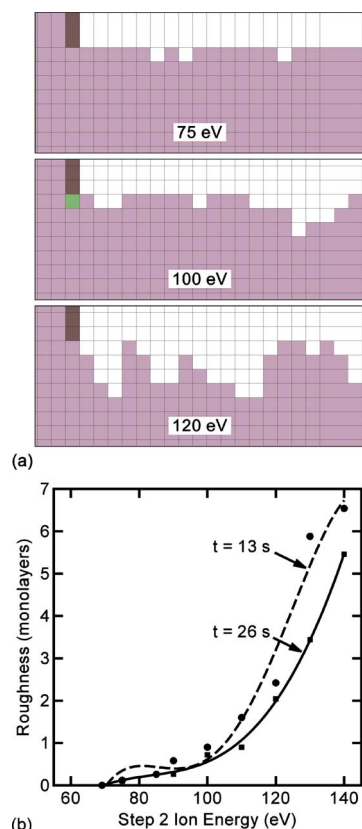 75 eV
100 eV
120 eV
(a)
7
6
5
4
3
2
1
0
Roughness (monolayers)
t = 13 s
t = 26 s
60 80 100 120 140
Step 2 Ion Energy (eV)
(b)